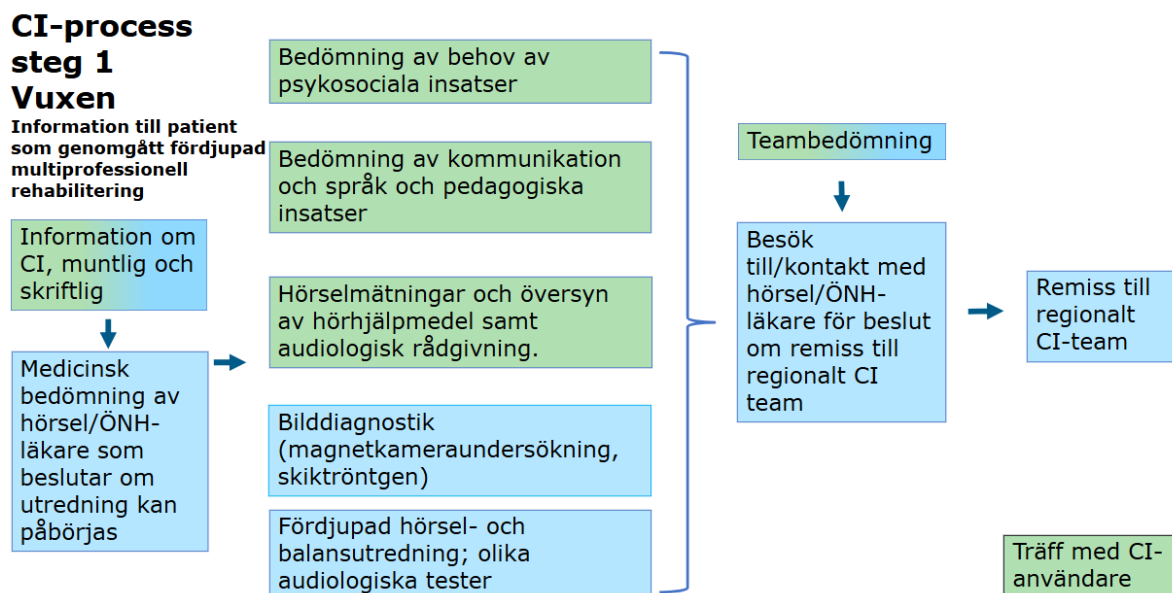 CI-process
steg 1
Vuxen
Information till patient
som genomgått fördjupad
multiprofessionell
rehabilitering
Information om
CI, muntlig och
skriftlig
Medicinsk
bedömning av
hörsel/ÖNH-
läkare som
beslutar om
utredning kan
påbörjas
Bedömning av behov av
psykosociala insatser
Bedömning av kommunikation
och språk och pedagogiska
insatser
Hörselmätningar och översyn
av hörhjälpmedel samt
audiologisk rådgivning.
Bilddiagnostik
(magnetkameraundersökning,
skiktröntgen)
Fördjupad hörsel- och
balansutredning; olika
audiologiska tester
Teambedömning
Besök
till/kontakt med
hörsel/ÖNH-
läkare för beslut
om remiss till
regionalt CI
team
Remiss till
regionalt
CI-team
Träff med CI-
användare